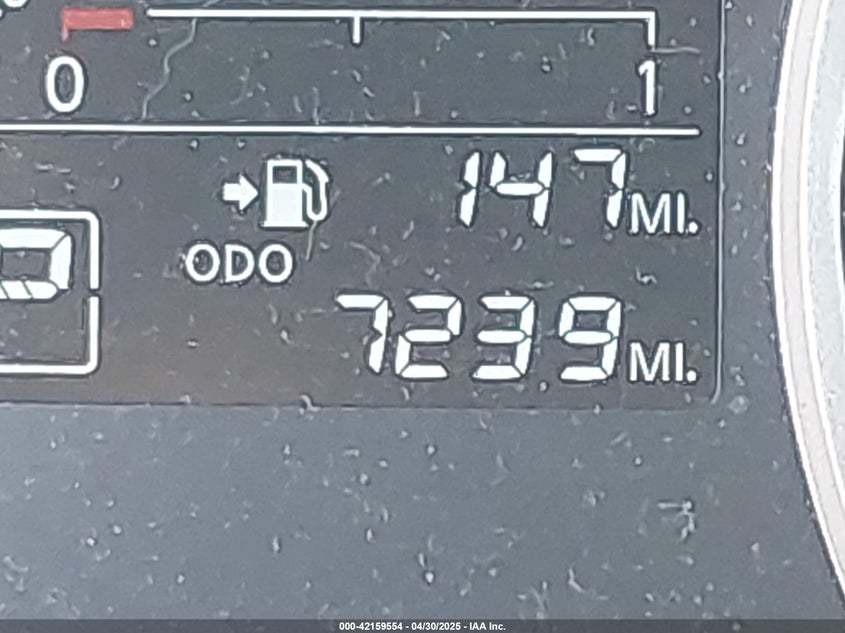 0 1
147 MI.
ODO
P
7239 MI.
000-42159554 - 04/30/2025 - IAA Inc.